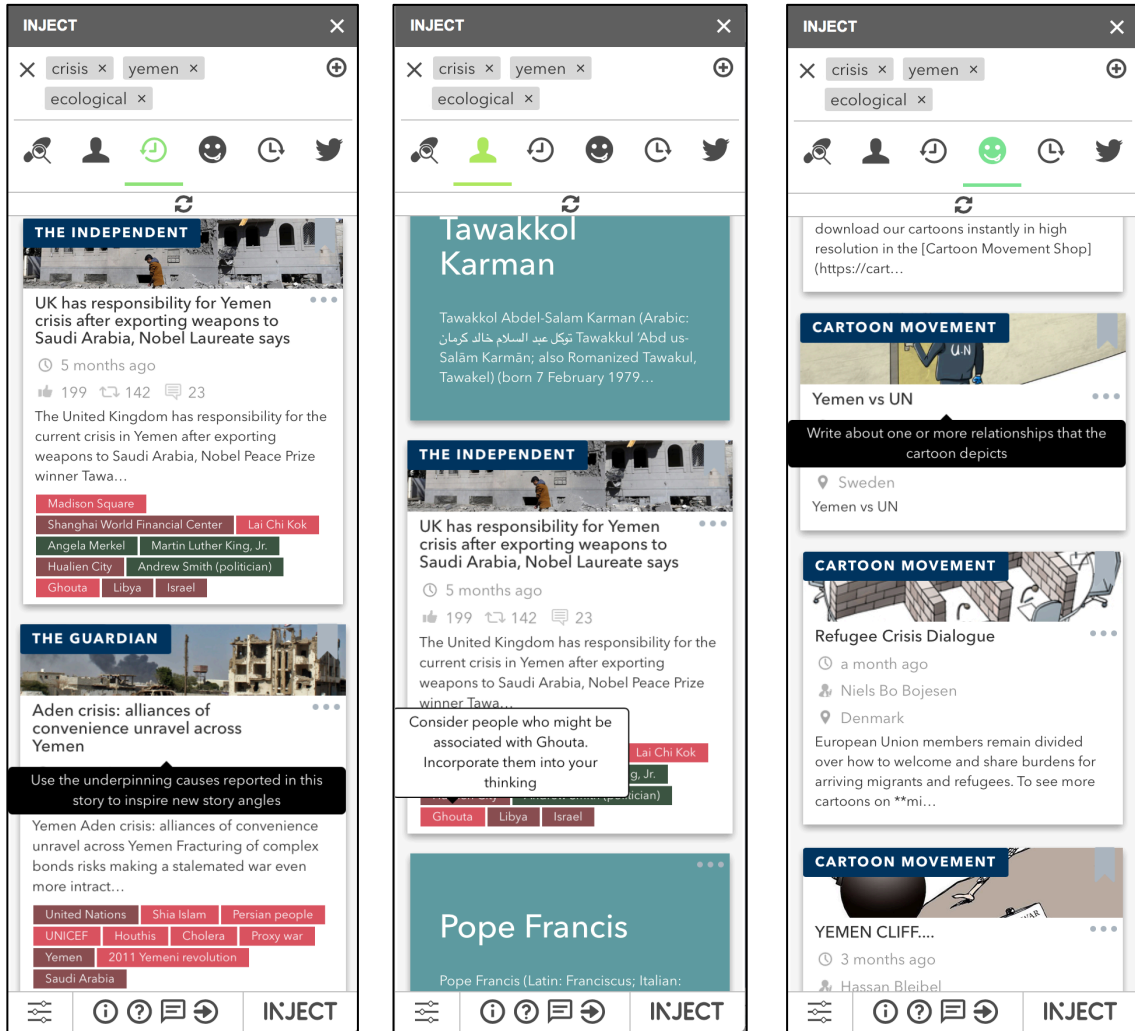 INJECT ×
× crisis × yemen ×
ecological ×
THE INDEPENDENT
UK has responsibility for Yemen
crisis after exporting weapons to
Saudi Arabia, Nobel Laureate says
5 months ago
199 142 23
The United Kingdom has responsibility for the
current crisis in Yemen after exporting
weapons to Saudi Arabia, Nobel Peace Prize
winner Tawa…
Madison Square
Shanghai World Financial Center Lai Chi Kok
Angela Merkel Martin Luther King, Jr.
Hualien City Andrew Smith (politician)
Ghouta Libya Israel
THE GUARDIAN
Aden crisis: alliances of
convenience unravel across
Yemen
Use the underpinning causes reported in this
story to inspire new story angles
Yemen Aden crisis: alliances of convenience
unravel across Yemen Fracturing of complex
bonds risks making a stalemated war even
more intract…
United Nations Shia Islam Persian people
UNICEF Houthis Cholera Proxy war
Yemen 2011 Yemeni revolution
Saudi Arabia
INJECT
INJECT ×
× crisis × yemen ×
ecological ×
Tawakkol
Karman
Tawakkol Abdel-Salam Karman (Arabic:
توكل عبد السلام خالد كرمان Tawakkul 'Abd us-
Salām Karmān; also Romanized Tawakul,
Tawakel) (born 7 February 1979…
THE INDEPENDENT
UK has responsibility for Yemen
crisis after exporting weapons to
Saudi Arabia, Nobel Laureate says
5 months ago
199 142 23
The United Kingdom has responsibility for the
current crisis in Yemen after exporting
weapons to Saudi Arabia, Nobel Peace Prize
winner Tawa…
Consider people who might be
associated with Ghouta.
Incorporate them into your
thinking
Lai Chi Kok
g, Jr.
Andrew Smith (politician)
Ghouta Libya Israel
Pope Francis
Pope Francis (Latin: Franciscus; Italian:
INJECT
INJECT ×
× crisis × yemen ×
ecological ×
download our cartoons instantly in high
resolution in the [Cartoon Movement Shop]
(https://cart…
CARTOON MOVEMENT
U.N
Yemen vs UN
Write about one or more relationships that the
cartoon depicts
Sweden
Yemen vs UN
CARTOON MOVEMENT
Refugee Crisis Dialogue
a month ago
Niels Bo Bojesen
Denmark
European Union members remain divided
over how to welcome and share burdens for
arriving migrants and refugees. To see more
cartoons on **mi…
CARTOON MOVEMENT
WAR
YEMEN CLIFF....
3 months ago
Hassan Bleibel
INJECT